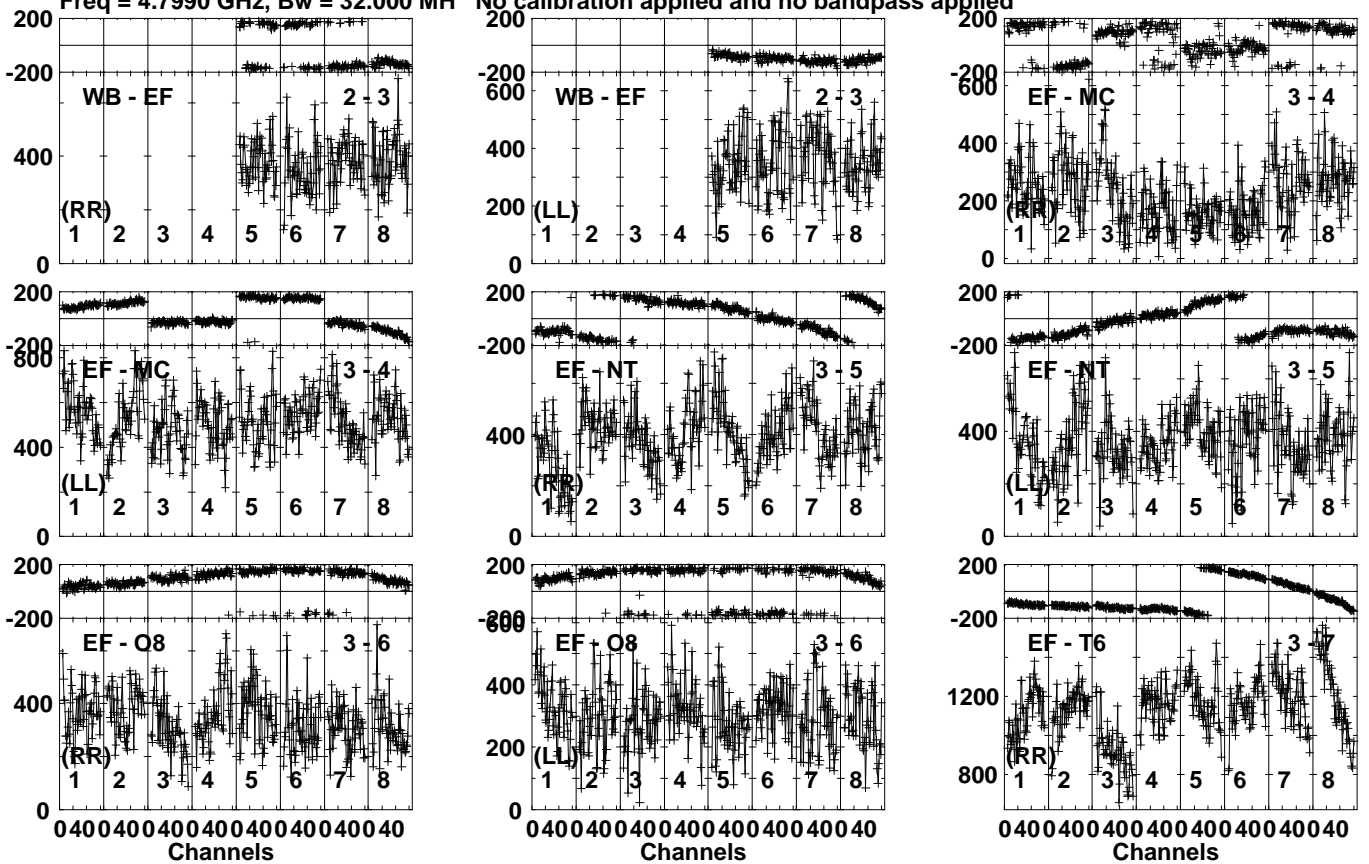 Freq = 4.7990 GHz, Bw = 32.000 MH No calibration applied and no bandpass applied
200
-200
WB - EF 2 - 3
400
(RR)
1 2 3 4 5 6 7 8
0
200
-200
600
WB - EF 2 - 3
400
200
(LL)
1 2 3 4 5 6 7 8
0
200
-200
600
EF - MC 3 - 4
400
200
(RR)
1 2 3 4 5 6 7 8
0
200
-200
800
EF - MC 3 - 4
400
(LL)
1 2 3 4 5 6 7 8
0
200
-200
EF - NT 3 - 5
400
(RR)
1 2 3 4 5 6 7 8
0
200
-200
EF - NT 3 - 5
400
(LL)
1 2 3 4 5 6 7 8
0
200
-200
EF - O8 3 - 6
400
(RR)
1 2 3 4 5 6 7 8
0
0 40 0 40 0 40 0 40 0 40 0 40 0 40 0 40
Channels
200
-200
600
EF - O8 3 - 6
400
200
(LL)
1 2 3 4 5 6 7 8
0
0 40 0 40 0 40 0 40 0 40 0 40 0 40 0 40
Channels
200
-200
EF - T6 3 - 7
1200
800
(RR)
1 2 3 4 5 6 7 8
0 40 0 40 0 40 0 40 0 40 0 40 0 40 0 40
Channels